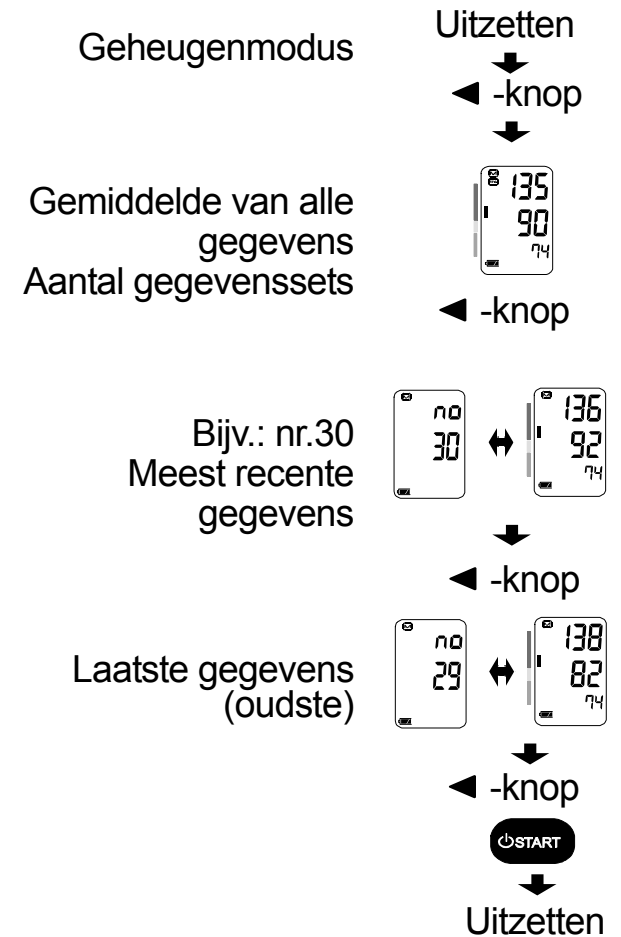 Uitzetten
Geheugenmodus
◄ -knop
135
90
74
Gemiddelde van alle
gegevens
Aantal gegevenssets
◄ -knop
no
30
136
92
74
Bijv.: nr.30
Meest recente
gegevens
◄ -knop
no
29
138
82
74
Laatste gegevens
(oudste)
◄ -knop
START
Uitzetten